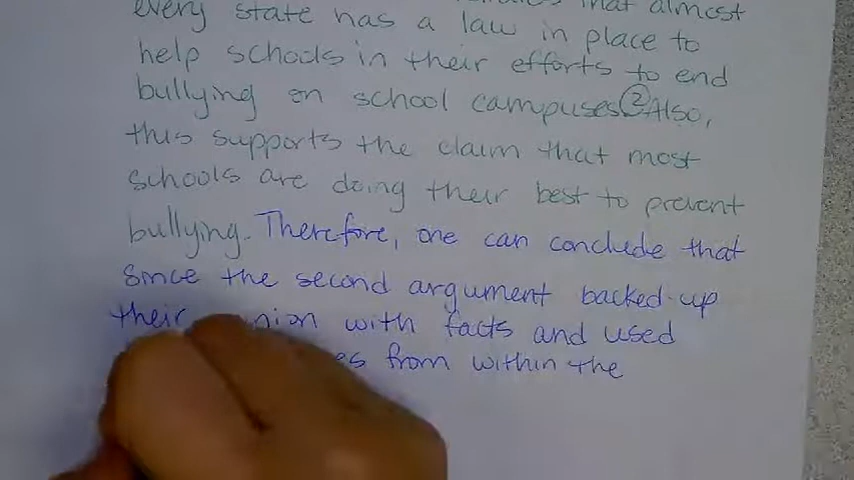 every state has a law in place to
help schools in their efforts to end
bullying on school campuses. ② Also,
this supports the claim that most
schools are doing their best to prevent
bullying. Therefore, one can conclude that
since the second argument backed-up
their with facts and used
from within the